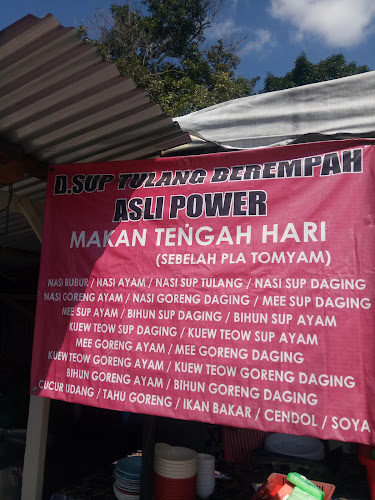 D.SUP TULANG BEREMPAH
ASLI POWER
MAKAN TENGAH HARI
(SEBELAH PLA TOMYAM)
NASI BUBUR / NASI AYAM / NASI SUP TULANG / NASI SUP DAGING
NASI GORENG AYAM / NASI GORENG DAGING / MEE SUP DAGING
MEE SUP AYAM / BIHUN SUP DAGING / BIHUN SUP AYAM
KUEW TEOW SUP DAGING / KUEW TEOW SUP AYAM
MEE GORENG AYAM / MEE GORENG DAGING
KUEW TEOW GORENG AYAM / KUEW TEOW GORENG DAGING
BIHUN GORENG AYAM / BIHUN GORENG DAGING
CUCUR UDANG / TAHU GORENG / IKAN BAKAR / CENDOL / SOYA